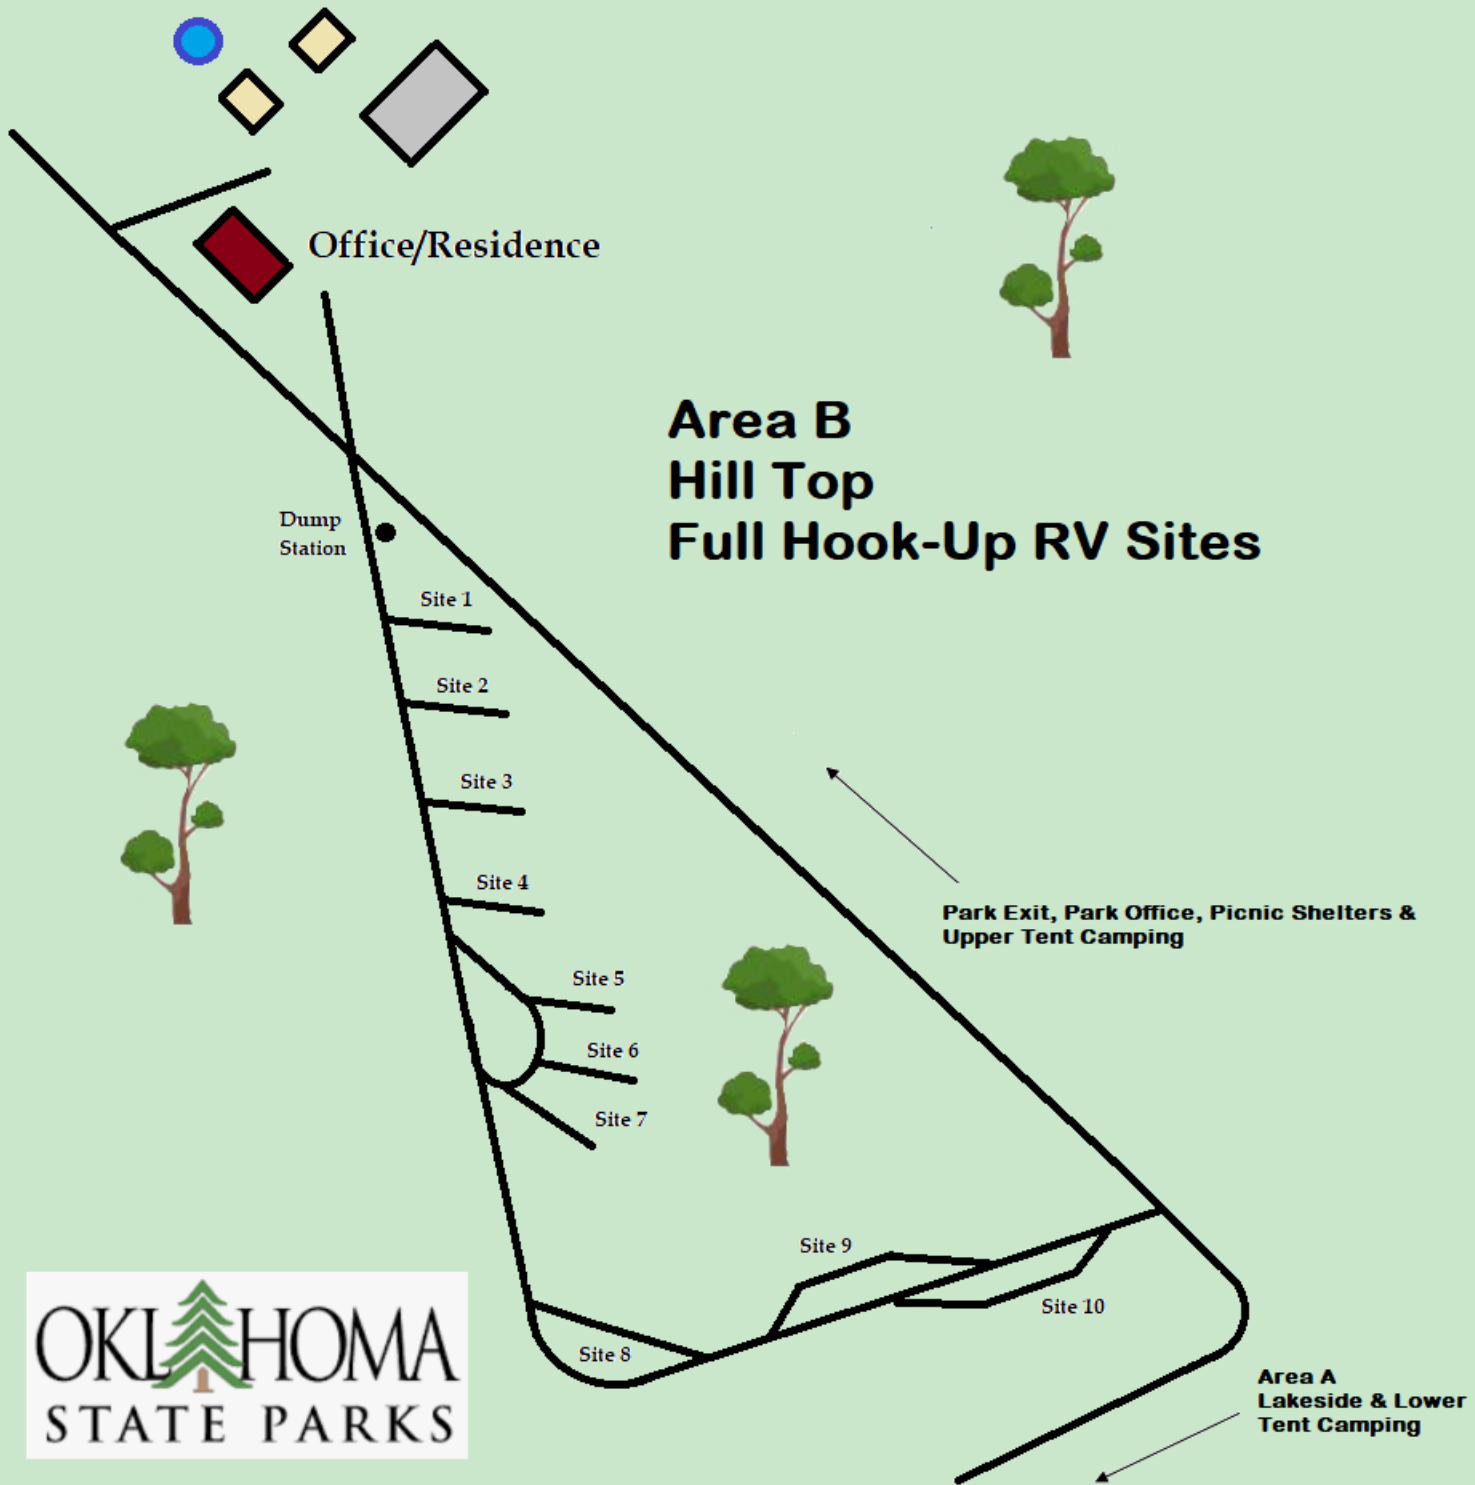 Office/Residence
Area B
Hill Top
Full Hook-Up RV Sites
Dump
Station
Site 1
Site 2
Site 3
Site 4
Park Exit, Park Office, Picnic Shelters &
Upper Tent Camping
Site 5
Site 6
Site 7
Site 9
Site 10
Site 8
Area A
Lakeside & Lower
Tent Camping
OKLAHOMA
STATE PARKS